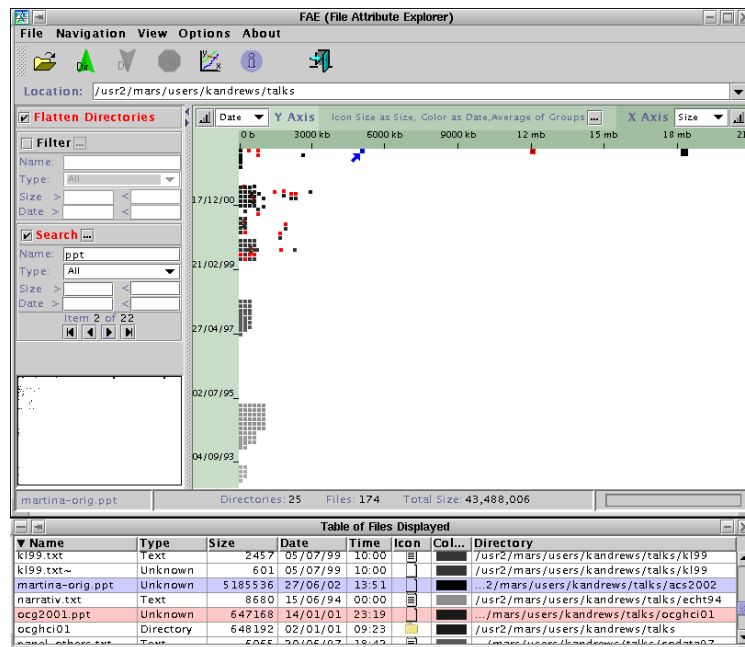 FAE (File Attribute Explorer)
File Navigation View Options About
Dir Dir y x i
Location: /usr2/mars/users/kandrews/talks
Flatten Directories
Date Y Axis Icon Size as Size, Color as Date,Average of Groups ... X Axis Size
Filter ...
0 b 3000 kb 6000 kb 9000 kb 12 mb 15 mb 18 mb 21
Name:
Type: All
Size > <
Date > <
17/12/00
Search ...
Name: ppt
Type: All
21/02/99
Size > <
Date > <
Item 2 of 22
27/04/97
02/07/95
04/09/93
martina-orig.ppt Directories: 25 Files: 174 Total Size: 43,488,006
Table of Files Displayed
Name Type Size Date Time Icon Col... Directory
kl99.txt Text 2457 05/07/99 10:00 /usr2/mars/users/kandrews/talks/kl99
kl99.txt~ Unknown 601 05/07/99 10:00 /usr2/mars/users/kandrews/talks/kl99
martina-orig.ppt Unknown 5185536 27/06/02 13:51 ...2/mars/users/kandrews/talks/acs2002
narrativ.txt Text 8680 15/06/94 00:00 /usr2/mars/users/kandrews/talks/echt94
ocg2001.ppt Unknown 647168 14/01/01 23:19 .../mars/users/kandrews/talks/ocghci01
ocghci01 Directory 648192 02/01/01 09:23 /usr2/mars/users/kandrews/talks